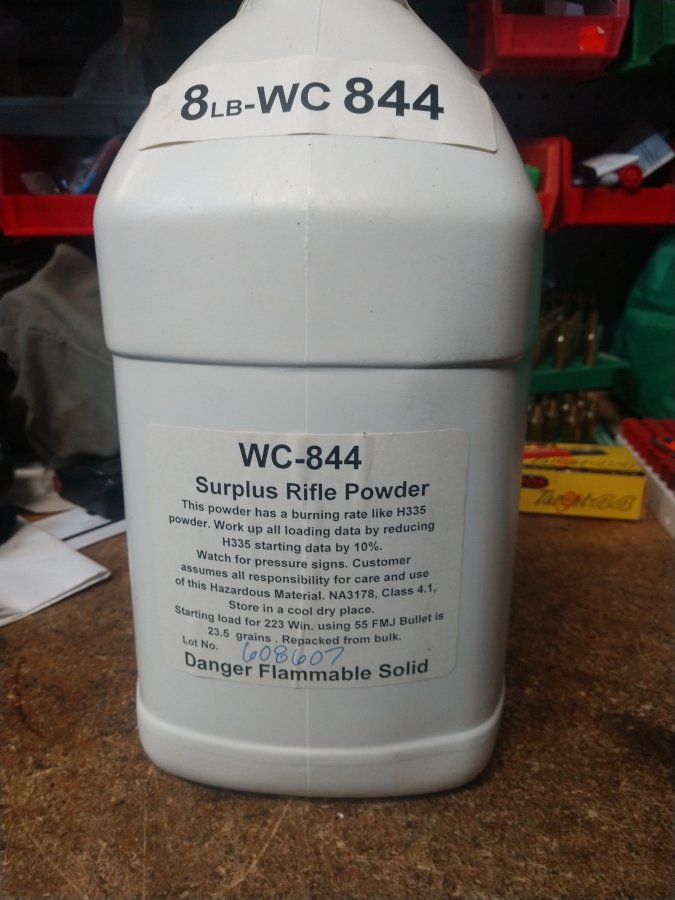 8LB-WC 844
WC-844
Surplus Rifle Powder
This powder has a burning rate like H335
powder. Work up all loading data by reducing
H335 starting data by 10%.
Watch for pressure signs. Customer
assumes all responsibility for care and use
of this Hazardous Material. NA3178, Class 4.1,
Store in a cool dry place.
Starting load for 223 Win. using 55 FMJ Bullet is
23.5 grains . Repacked from bulk.
Lot No. 608607
Danger Flammable Solid
Target 44